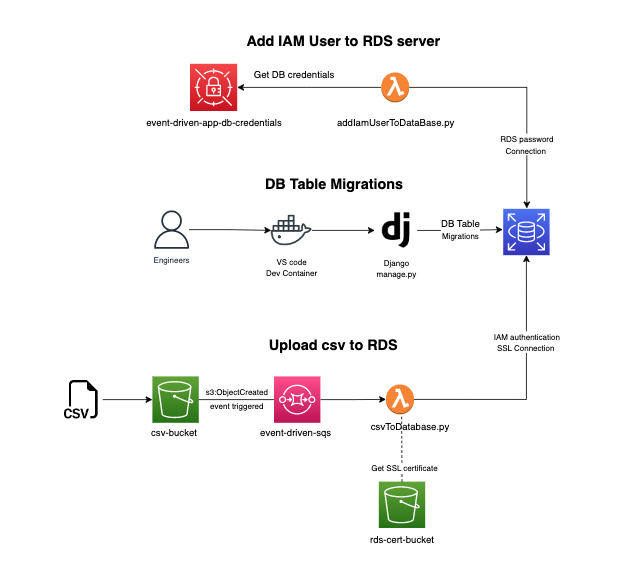 Add IAM User to RDS server
Get DB credentials
λ
event-driven-app-db-credentials
addIamUserToDataBase.py
RDS password
Connection
DB Table Migrations
dj
DB Table
Migrations
Engineers
VS code
Dev Container
Django
manage.py
IAM authentication
SSL Connection
Upload csv to RDS
CSV
s3:ObjectCreated
event triggered
λ
csv-bucket
event-driven-sqs
csvToDatabase.py
Get SSL certificate
rds-cert-bucket